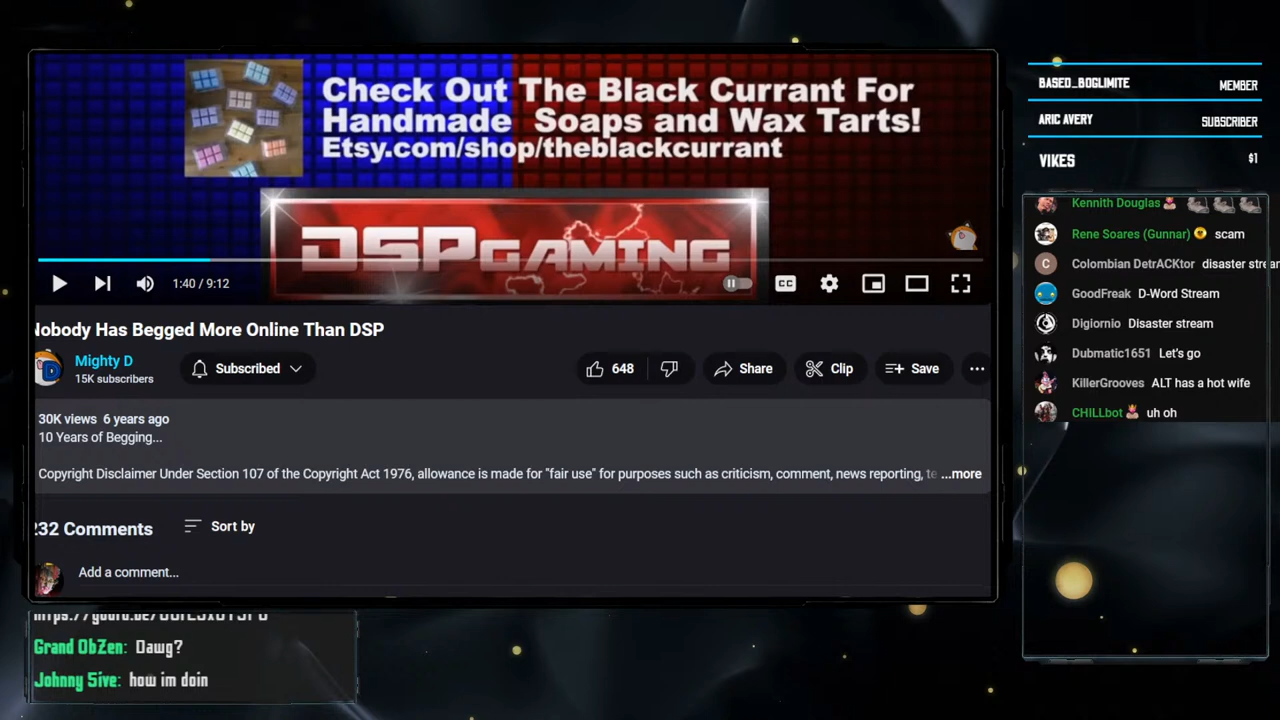 Check Out The Black Currant For
Handmade Soaps and Wax Tarts!
Etsy.com/shop/theblackcurrant
DSPGAMING
1:40 / 9:12
CC
Nobody Has Begged More Online Than DSP
Mighty D
15K subscribers
Subscribed
648
Share
Clip
Save
30K views 6 years ago
10 Years of Begging...
Copyright Disclaimer Under Section 107 of the Copyright Act 1976, allowance is made for "fair use" for purposes such as criticism, comment, news reporting, te ...more
232 Comments
Sort by
Add a comment...
Grand ObZen: Dawg?
Johnny 5ive: how im doin
BASED_BOGLIMITE MEMBER
ARIC AVERY SUBSCRIBER
VIKES $1
Kennith Douglas
Rene Soares (Gunnar) scam
C Colombian DetrACKtor disaster strear
GoodFreak D-Word Stream
Digiornio Disaster stream
Dubmatic1651 Let's go
KillerGrooves ALT has a hot wife
CHILLbot uh oh